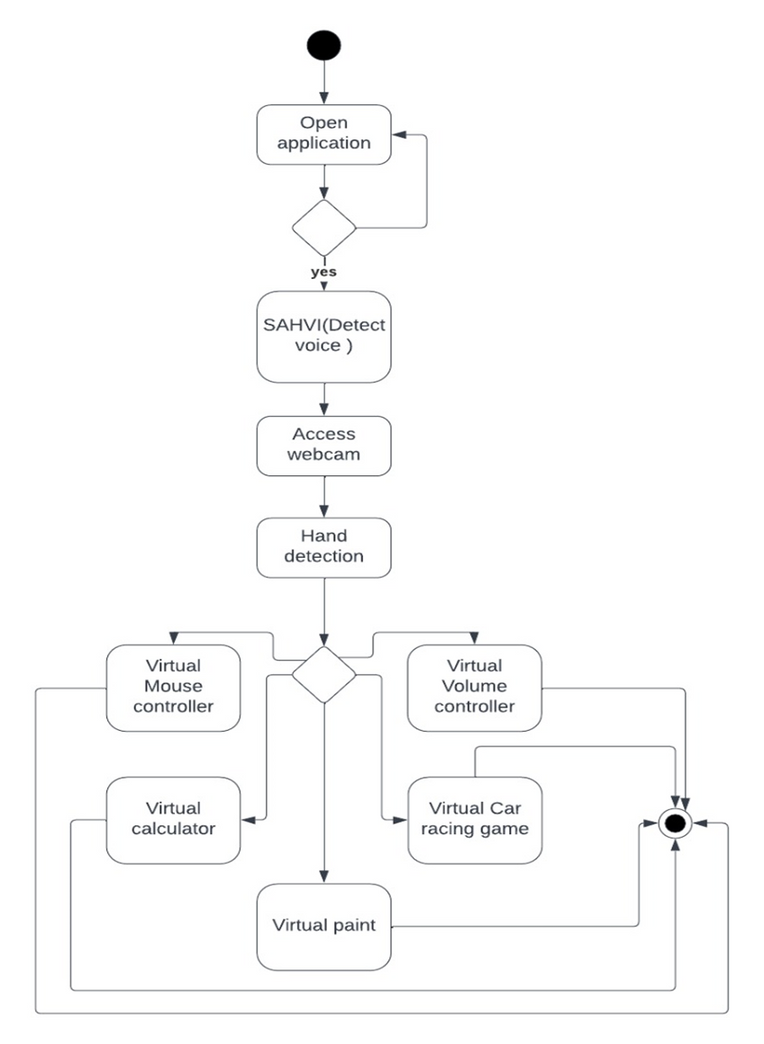 Open
application
yes
SAHVI(Detect
voice )
Access
webcam
Hand
detection
Virtual
Mouse
controller
Virtual
Volume
controller
Virtual
calculator
Virtual Car
racing game
Virtual paint